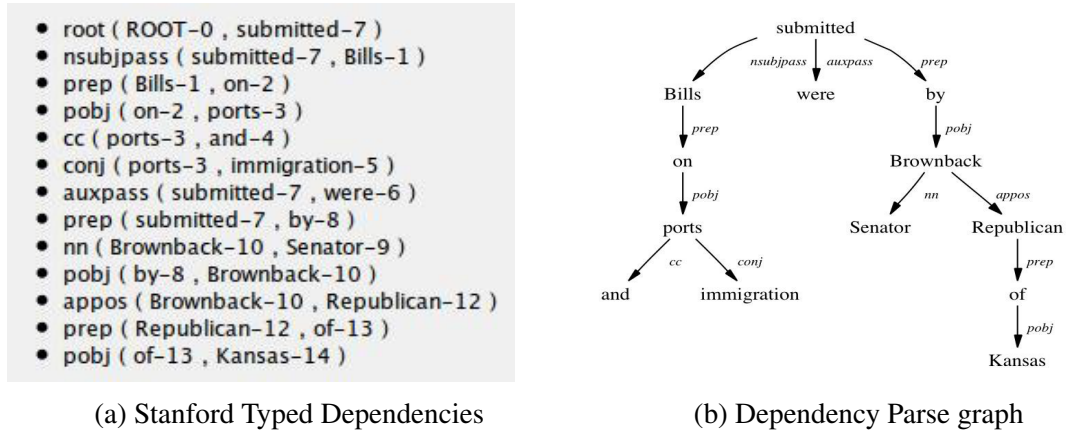 • root ( ROOT-0 , submitted-7 )
• nsubjpass ( submitted-7 , Bills-1 )
• prep ( Bills-1 , on-2 )
• pobj ( on-2 , ports-3 )
• cc ( ports-3 , and-4 )
• conj ( ports-3 , immigration-5 )
• auxpass ( submitted-7 , were-6 )
• prep ( submitted-7 , by-8 )
• nn ( Brownback-10 , Senator-9 )
• pobj ( by-8 , Brownback-10 )
• appos ( Brownback-10 , Republican-12 )
• prep ( Republican-12 , of-13 )
• pobj ( of-13 , Kansas-14 )
(a) Stanford Typed Dependencies
submitted
nsubjpass auxpass prep
Bills were by
prep pobj
on Brownback
pobj nn appos
ports Senator Republican
cc conj prep
and immigration of
pobj
Kansas
(b) Dependency Parse graph